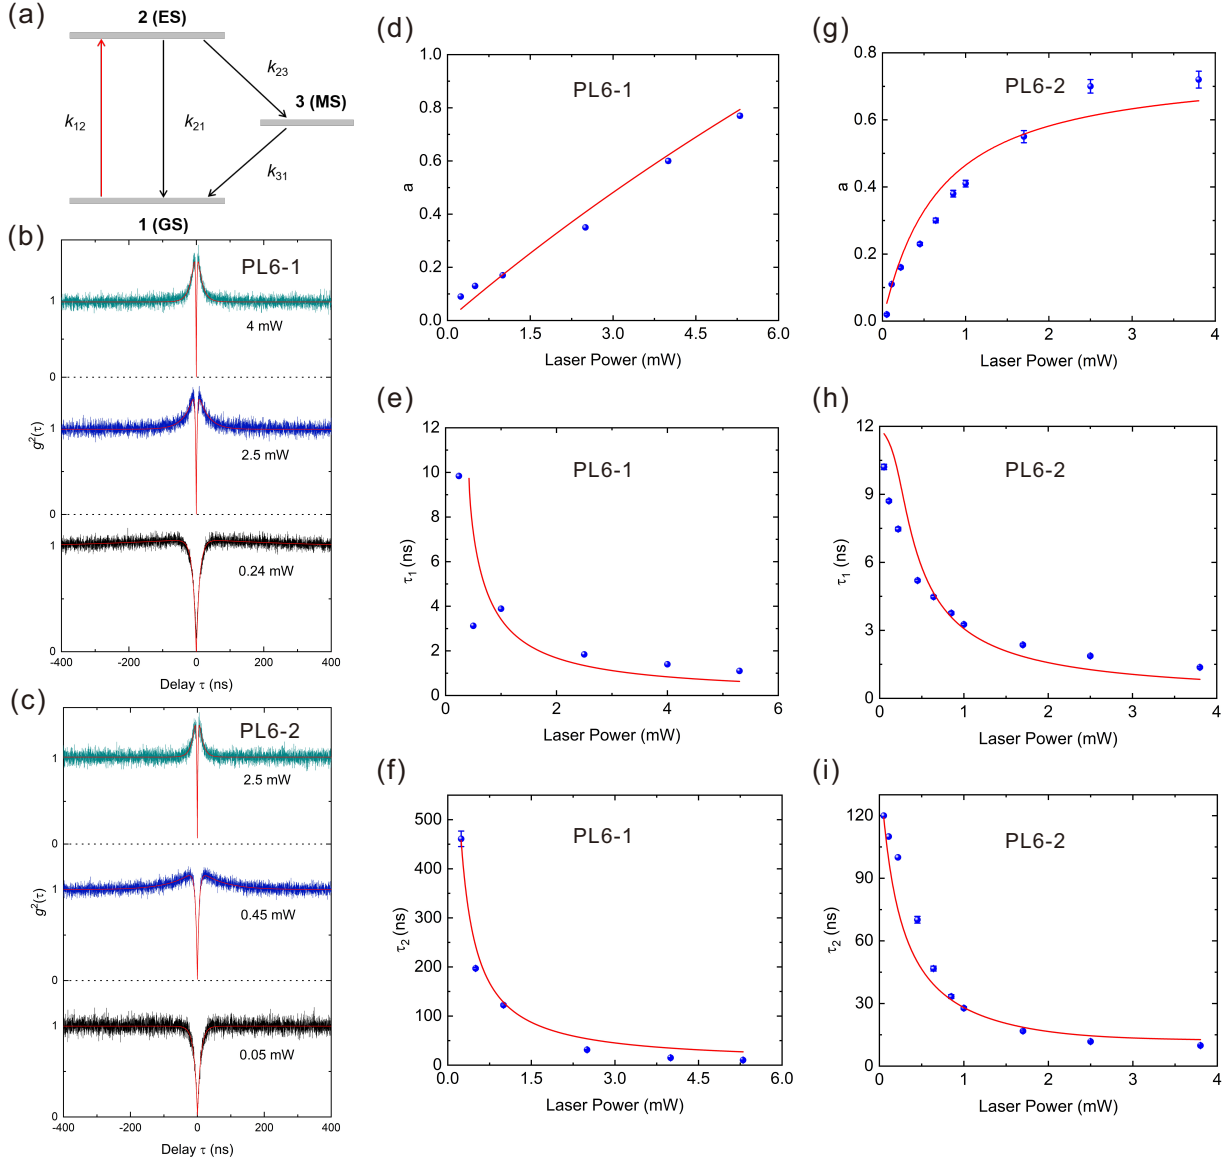 (a)
2 (ES)
k23
3 (MS)
k12
k21
k31
1 (GS)
(b)
PL6-1
1
4 mW
0
1
2.5 mW
0
1
0.24 mW
0
g²(τ)
-400 -200 0 200 400
Delay τ (ns)
(c)
PL6-2
1
2.5 mW
0
1
0.45 mW
0
1
0.05 mW
0
g²(τ)
-400 -200 0 200 400
Delay τ (ns)
(d)
PL6-1
1.0
0.8
0.6
0.4
0.2
0.0
a
0.0 1.5 3.0 4.5 6.0
Laser Power (mW)
(e)
PL6-1
12
10
8
6
4
2
0
τ1 (ns)
0 2 4 6
Laser Power (mW)
(f)
PL6-1
500
400
300
200
100
0
τ2 (ns)
0.0 1.5 3.0 4.5 6.0
Laser Power (mW)
(g)
PL6-2
0.8
0.6
0.4
0.2
0.0
a
0 1 2 3 4
Laser Power (mW)
(h)
PL6-2
12
9
6
3
0
τ1 (ns)
0 1 2 3 4
Laser Power (mW)
(i)
PL6-2
120
90
60
30
0
τ2 (ns)
0 1 2 3 4
Laser Power (mW)